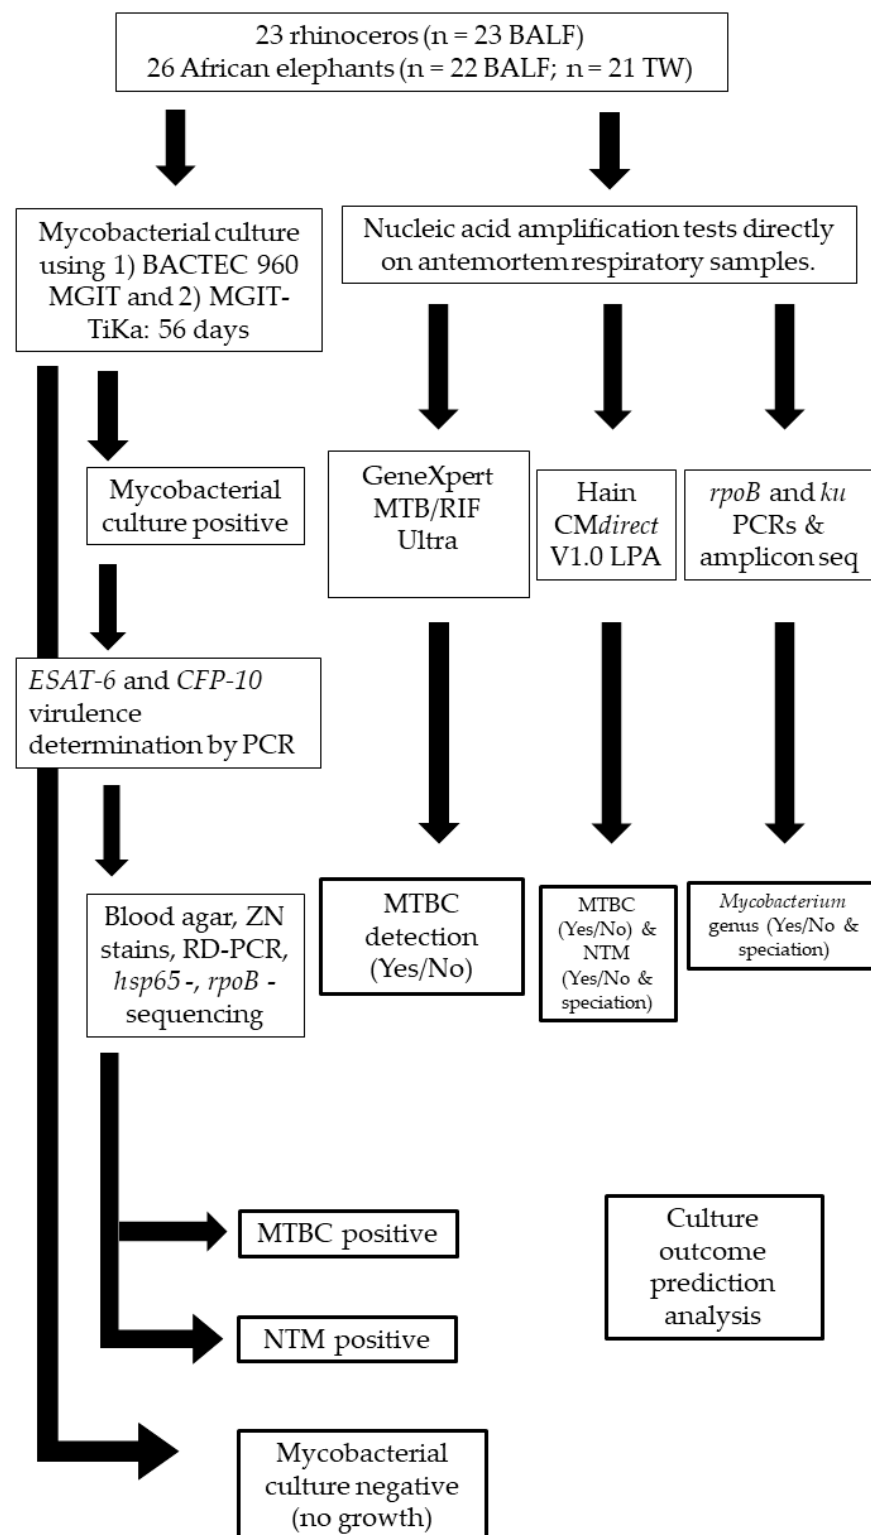 23 rhinoceros (n = 23 BALF)
26 African elephants (n = 22 BALF; n = 21 TW)
Mycobacterial culture
using 1) BACTEC 960
MGIT and 2) MGIT-
TiKa: 56 days
Nucleic acid amplification tests directly
on antemortem respiratory samples.
Mycobacterial
culture positive
GeneXpert
MTB/RIF
Ultra
Hain
CMdirect
V1.0 LPA
rpoB and ku
PCRs &
amplicon seq
ESAT-6 and CFP-10
virulence
determination by PCR
Blood agar, ZN
stains, RD-PCR,
hsp65 -, rpoB -
sequencing
MTBC
detection
(Yes/No)
MTBC
(Yes/No) &
NTM
(Yes/No &
speciation)
Mycobacterium
genus (Yes/No &
speciation)
MTBC positive
NTM positive
Culture
outcome
prediction
analysis
Mycobacterial
culture negative
(no growth)